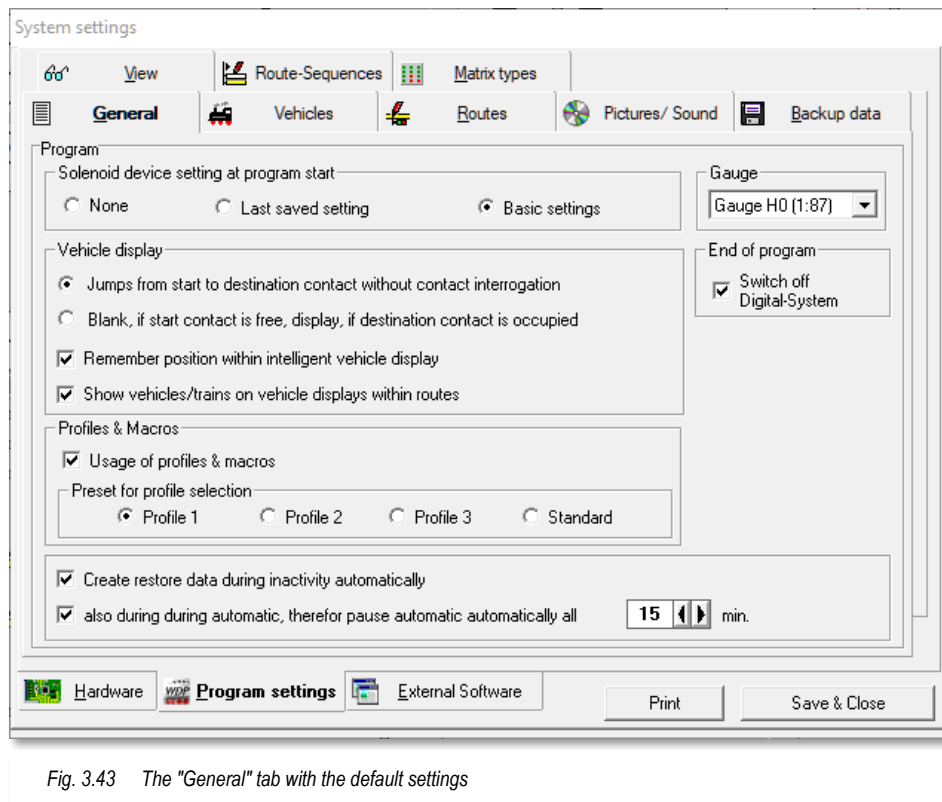 System settings
View
Route-Sequences
Matrix types
General
Vehicles
Routes
Pictures/ Sound
Backup data
Program
Solenoid device setting at program start
None
Last saved setting
Basic settings
Gauge
Gauge H0 (1:87)
Vehicle display
Jumps from start to destination contact without contact interrogation
Blank, if start contact is free, display, if destination contact is occupied
Remember position within intelligent vehicle display
Show vehicles/trains on vehicle displays within routes
End of program
Switch off
Digital-System
Profiles & Macros
Usage of profiles & macros
Preset for profile selection
Profile 1
Profile 2
Profile 3
Standard
Create restore data during inactivity automatically
also during during automatic, therefor pause automatic automatically all 15 min.
Hardware
WDP
Program settings
External Software
Print
Save & Close
Fig. 3.43 The "General" tab with the default settings